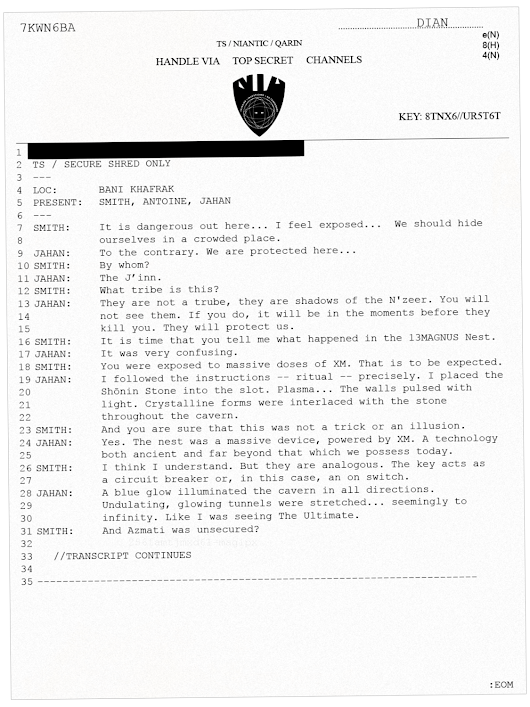 7KWN6BA
DIAN
TS / NIANTIC / QARIN
e(N)
8(H)
4(N)
HANDLE VIA TOP SECRET CHANNELS
NIA
KEY: 8TNX6//UR5T6T
1
2 TS / SECURE SHRED ONLY
3 ---
4 LOC: BANI KHAFRAK
5 PRESENT: SMITH, ANTOINE, JAHAN
6 ---
7 SMITH: It is dangerous out here... I feel exposed... We should hide
8 ourselves in a crowded place.
9 JAHAN: To the contrary. We are protected here...
10 SMITH: By whom?
11 JAHAN: The J'inn.
12 SMITH: What tribe is this?
13 JAHAN: They are not a trube, they are shadows of the N'zeer. You will
14 not see them. If you do, it will be in the moments before they
15 kill you. They will protect us.
16 SMITH: It is time that you tell me what happened in the 13MAGNUS Nest.
17 JAHAN: It was very confusing.
18 SMITH: You were exposed to massive doses of XM. That is to be expected.
19 JAHAN: I followed the instructions -- ritual -- precisely. I placed the
20 Shōnin Stone into the slot. Plasma... The walls pulsed with
21 light. Crystalline forms were interlaced with the stone
22 throughout the cavern.
23 SMITH: And you are sure that this was not a trick or an illusion.
24 JAHAN: Yes. The nest was a massive device, powered by XM. A technology
25 both ancient and far beyond that which we possess today.
26 SMITH: I think I understand. But they are analogous. The key acts as
27 a circuit breaker or, in this case, an on switch.
28 JAHAN: A blue glow illuminated the cavern in all directions.
29 Undulating, glowing tunnels were stretched... seemingly to
30 infinity. Like I was seeing The Ultimate.
31 SMITH: And Azmati was unsecured?
32
33 //TRANSCRIPT CONTINUES
34
35 ---------------------------------------------------------------------
:EOM